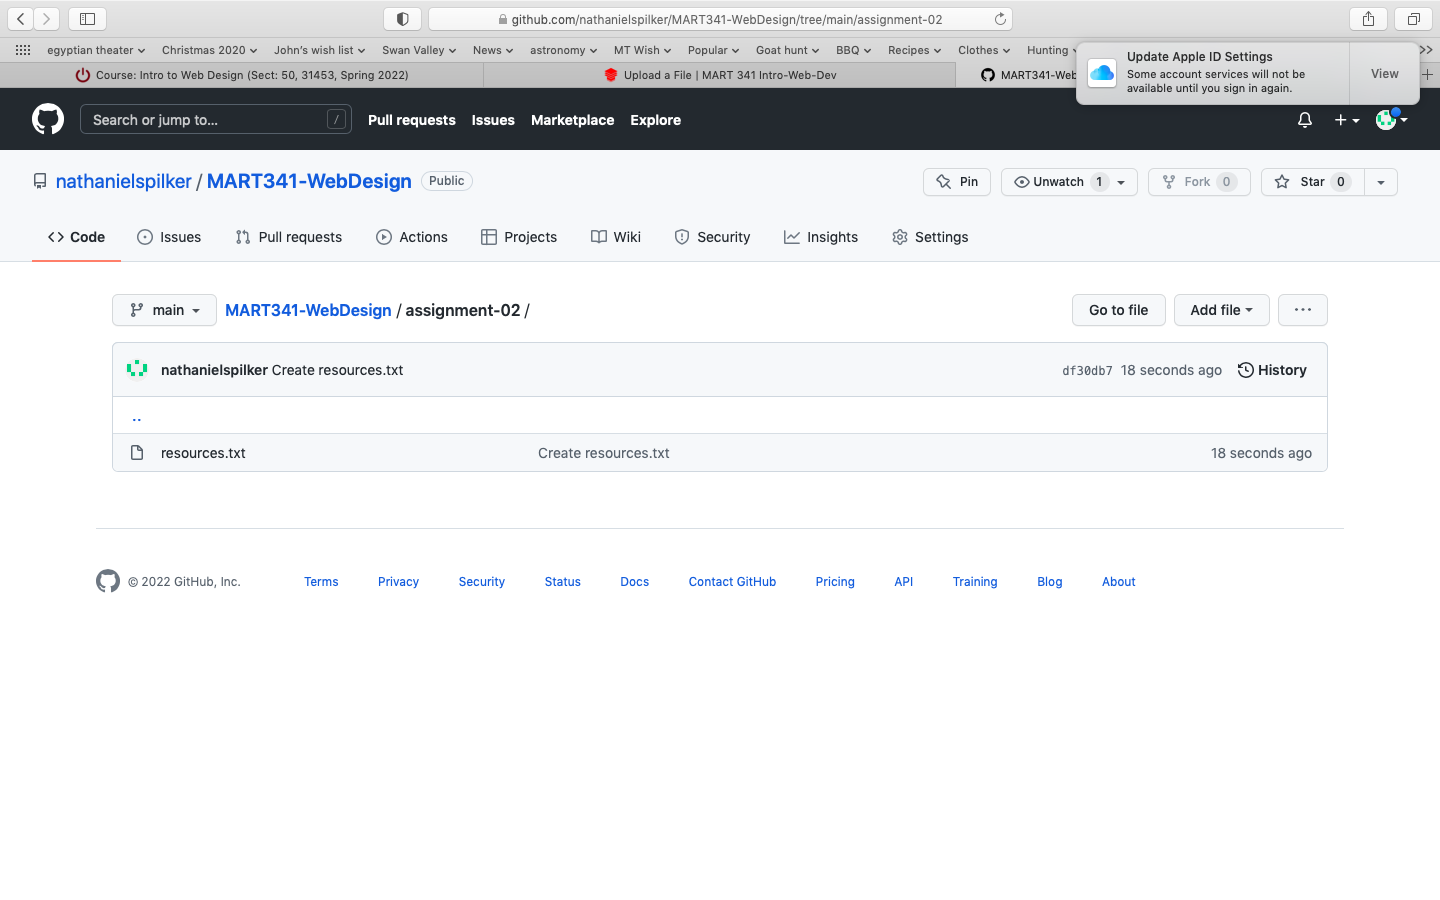 github.com/nathanielspilker/MART341-WebDesign/tree/main/assignment-02
egyptian theater Christmas 2020 John's wish list Swan Valley News astronomy MT Wish Popular Goat hunt BBQ Recipes Clothes Hunting >>
Course: Intro to Web Design (Sect: 50, 31453, Spring 2022) Upload a File | MART 341 Intro-Web-Dev MART341-Web
Update Apple ID Settings
Some account services will not be
available until you sign in again.
View
Search or jump to... / Pull requests Issues Marketplace Explore
nathanielspilker / MART341-WebDesign Public Pin Unwatch 1 Fork 0 Star 0
Code Issues Pull requests Actions Projects Wiki Security Insights Settings
main MART341-WebDesign / assignment-02 / Go to file Add file ...
nathanielspilker Create resources.txt df30db7 18 seconds ago History
..
resources.txt Create resources.txt 18 seconds ago
© 2022 GitHub, Inc. Terms Privacy Security Status Docs Contact GitHub Pricing API Training Blog About